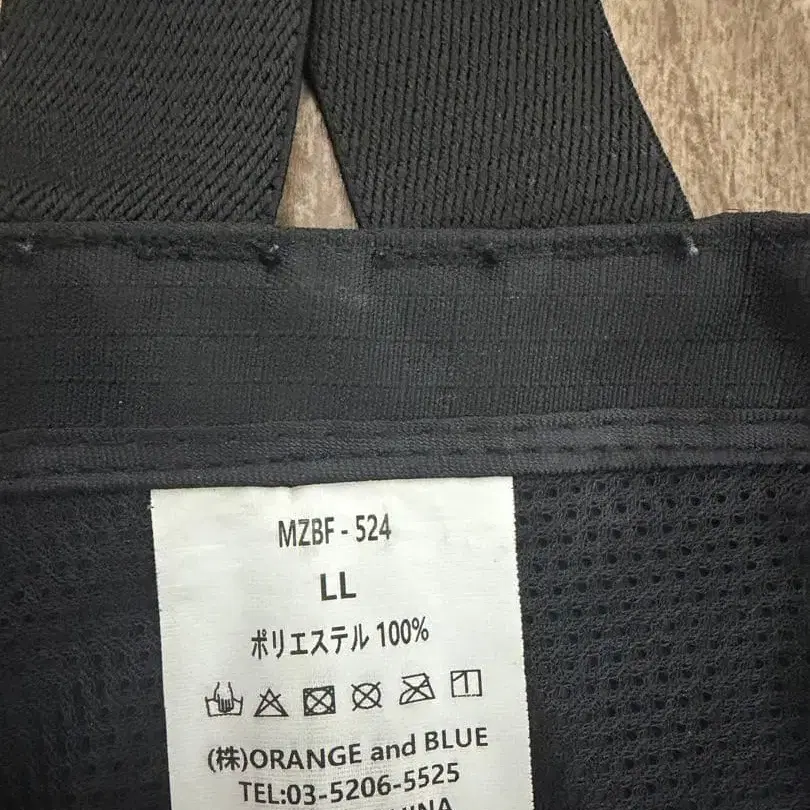 MZBF - 524
LL
ポリエステル 100%
(株)ORANGE and BLUE
TEL:03-5206-5525